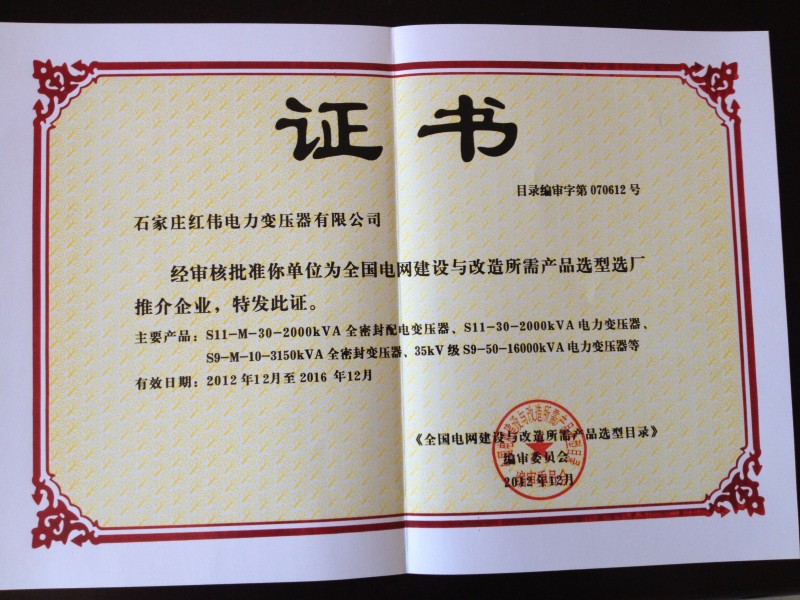 证书
目录编审字第 070612 号
石家庄红伟电力变压器有限公司
经审核批准你单位为全国电网建设与改造所需产品选型选厂
推介企业，特发此证。
主要产品：S11-M-30-2000kVA 全密封配电变压器、S11-30-2000kVA 电力变压器、
S9-M-10-3150kVA 全密封变压器、35kV 级 S9-50-16000kVA 电力变压器等
有效日期：2012 年12月至 2016 年12月
《全国电网建设与改造所需产品选型目录》
编审委员会
2012年12月
编审委员会